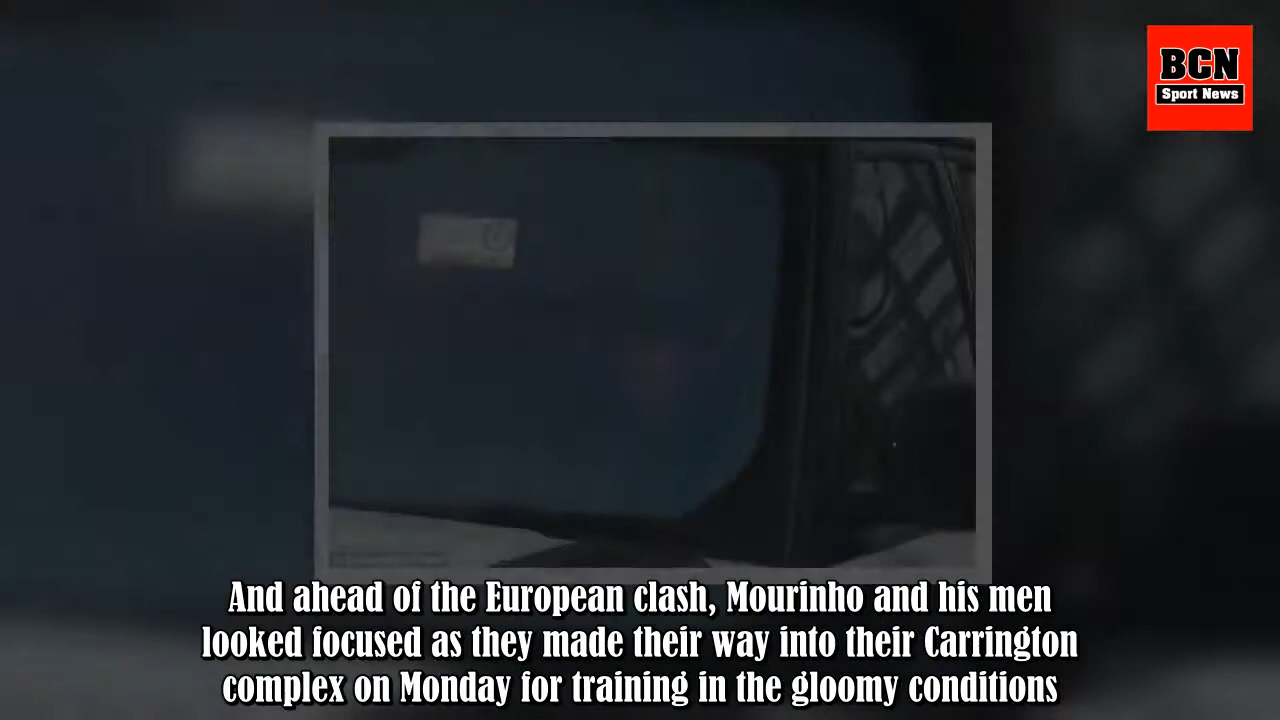 BCN
Sport News
And ahead of the European clash, Mourinho and his men
looked focused as they made their way into their Carrington
complex on Monday for training in the gloomy conditions